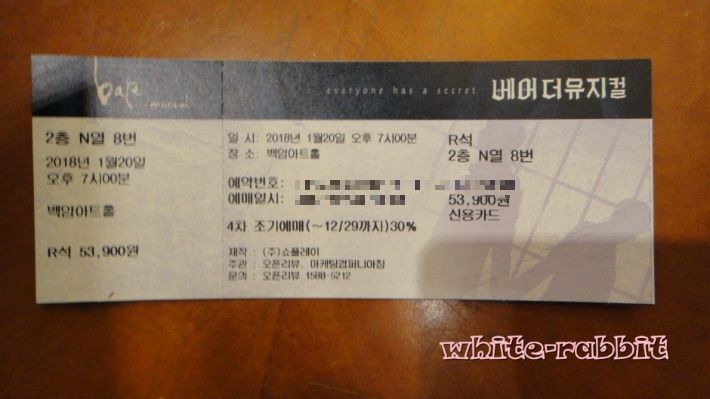 bare
musical
everyone has a secret
베어 더 뮤지컬
2층 N열 8번
2018년 1월20일
오후 7시00분
백암아트홀
R석 53,900원
일 시: 2018년 1월20일 오후 7시00분
장 소: 백암아트홀
예약번호:
예매일시:
4차 조기예매(~12/29까지)30%
제작 : (주)쇼플레이
주관 : 오픈리뷰, 마케팅컴퍼니아침
문의 : 오픈리뷰 1588-5212
R석
2층 N열 8번
53,900원
신용카드
white-rabbit